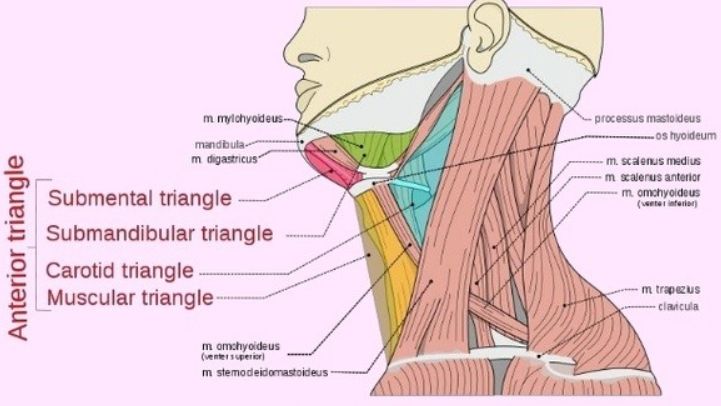 m. mylohyoideus
mandibula
m. digastricus
Anterior triangle
Submental triangle
Submandibular triangle
Carotid triangle
Muscular triangle
m. omohyoideus
(venter superior)
m. sternocleidomastoideus
processus mastoideus
os hyoideum
m. scalenus medius
m. scalenus anterior
m. omohyoideus
(venter inferior)
m. trapezius
clavicula